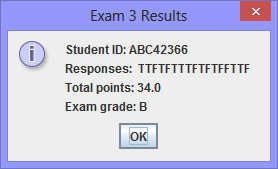 Exam 3 Results
Student ID: ABC42366
Responses: TTFTFTTTFTFTFFTTF
Total points: 34.0
Exam grade: B
OK